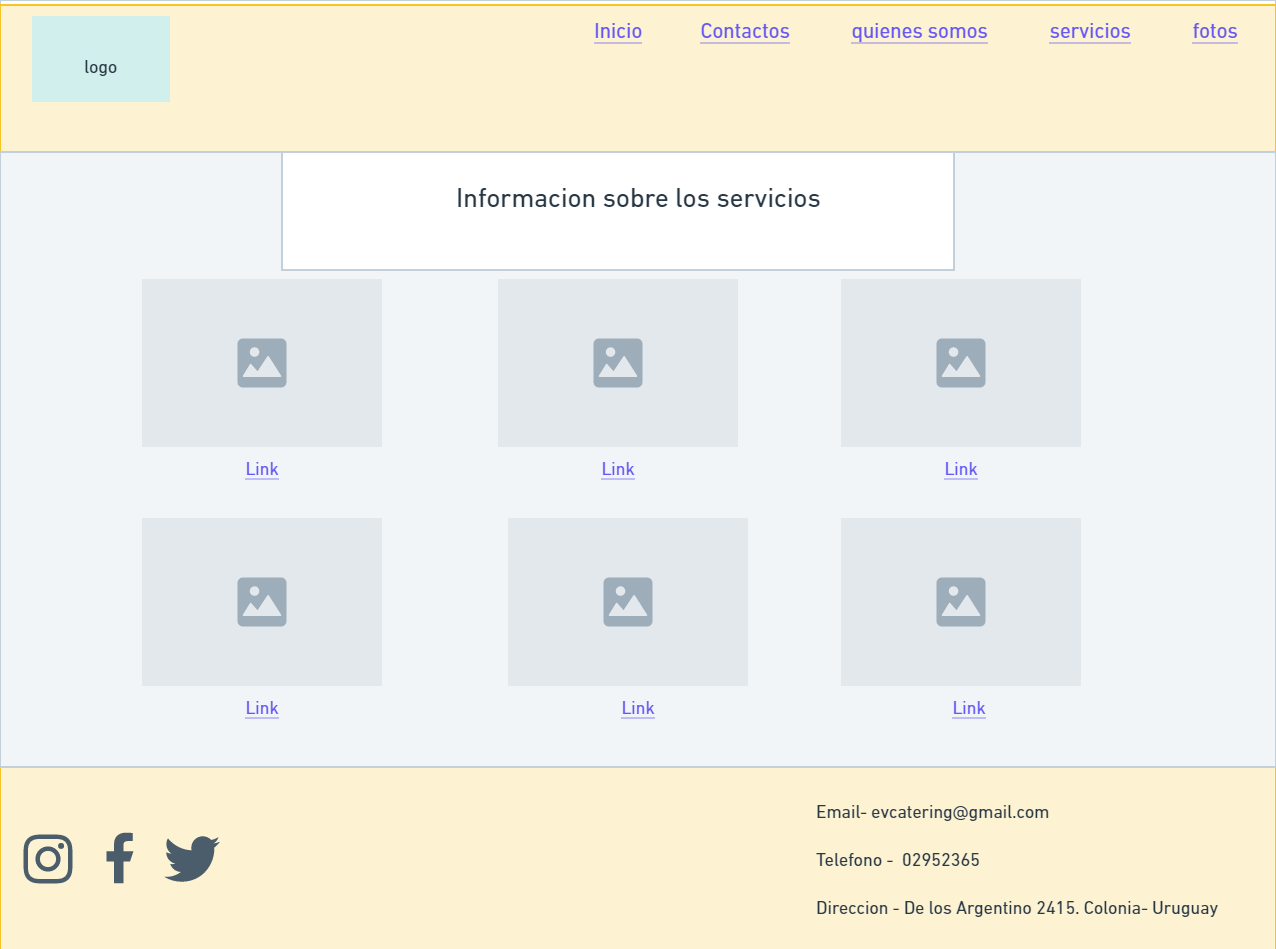 logo
Inicio Contactos quienes somos servicios fotos
Informacion sobre los servicios
Link Link Link
Link Link Link
Email- evcatering@gmail.com
Telefono -  02952365
Direccion - De los Argentino 2415. Colonia- Uruguay